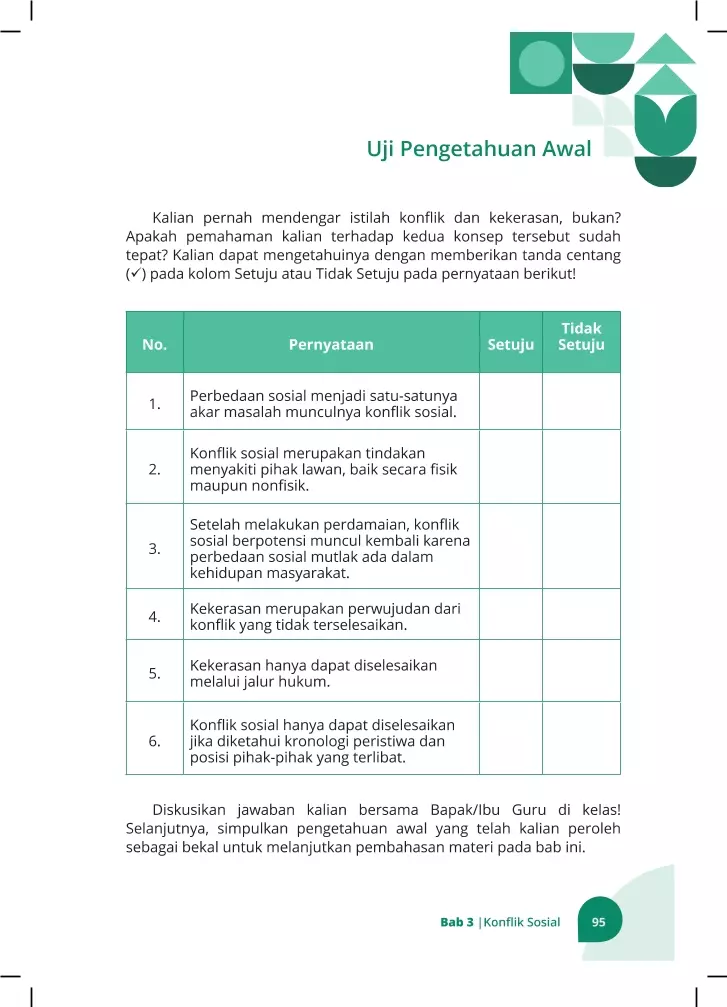 Uji Pengetahuan Awal
Kalian pernah mendengar istilah konflik dan kekerasan, bukan?
Apakah pemahaman kalian terhadap kedua konsep tersebut sudah
tepat? Kalian dapat mengetahuinya dengan memberikan tanda centang
(✓) pada kolom Setuju atau Tidak Setuju pada pernyataan berikut!
No.
Pernyataan
Setuju
Tidak
Setuju
1.
Perbedaan sosial menjadi satu-satunya
akar masalah munculnya konflik sosial.
2.
Konflik sosial merupakan tindakan
menyakiti pihak lawan, baik secara fisik
maupun nonfisik.
3.
Setelah melakukan perdamaian, konflik
sosial berpotensi muncul kembali karena
perbedaan sosial mutlak ada dalam
kehidupan masyarakat.
4.
Kekerasan merupakan perwujudan dari
konflik yang tidak terselesaikan.
5.
Kekerasan hanya dapat diselesaikan
melalui jalur hukum.
6.
Konflik sosial hanya dapat diselesaikan
jika diketahui kronologi peristiwa dan
posisi pihak-pihak yang terlibat.
Diskusikan jawaban kalian bersama Bapak/Ibu Guru di kelas!
Selanjutnya, simpulkan pengetahuan awal yang telah kalian peroleh
sebagai bekal untuk melanjutkan pembahasan materi pada bab ini.
Bab 3 |Konflik Sosial 95